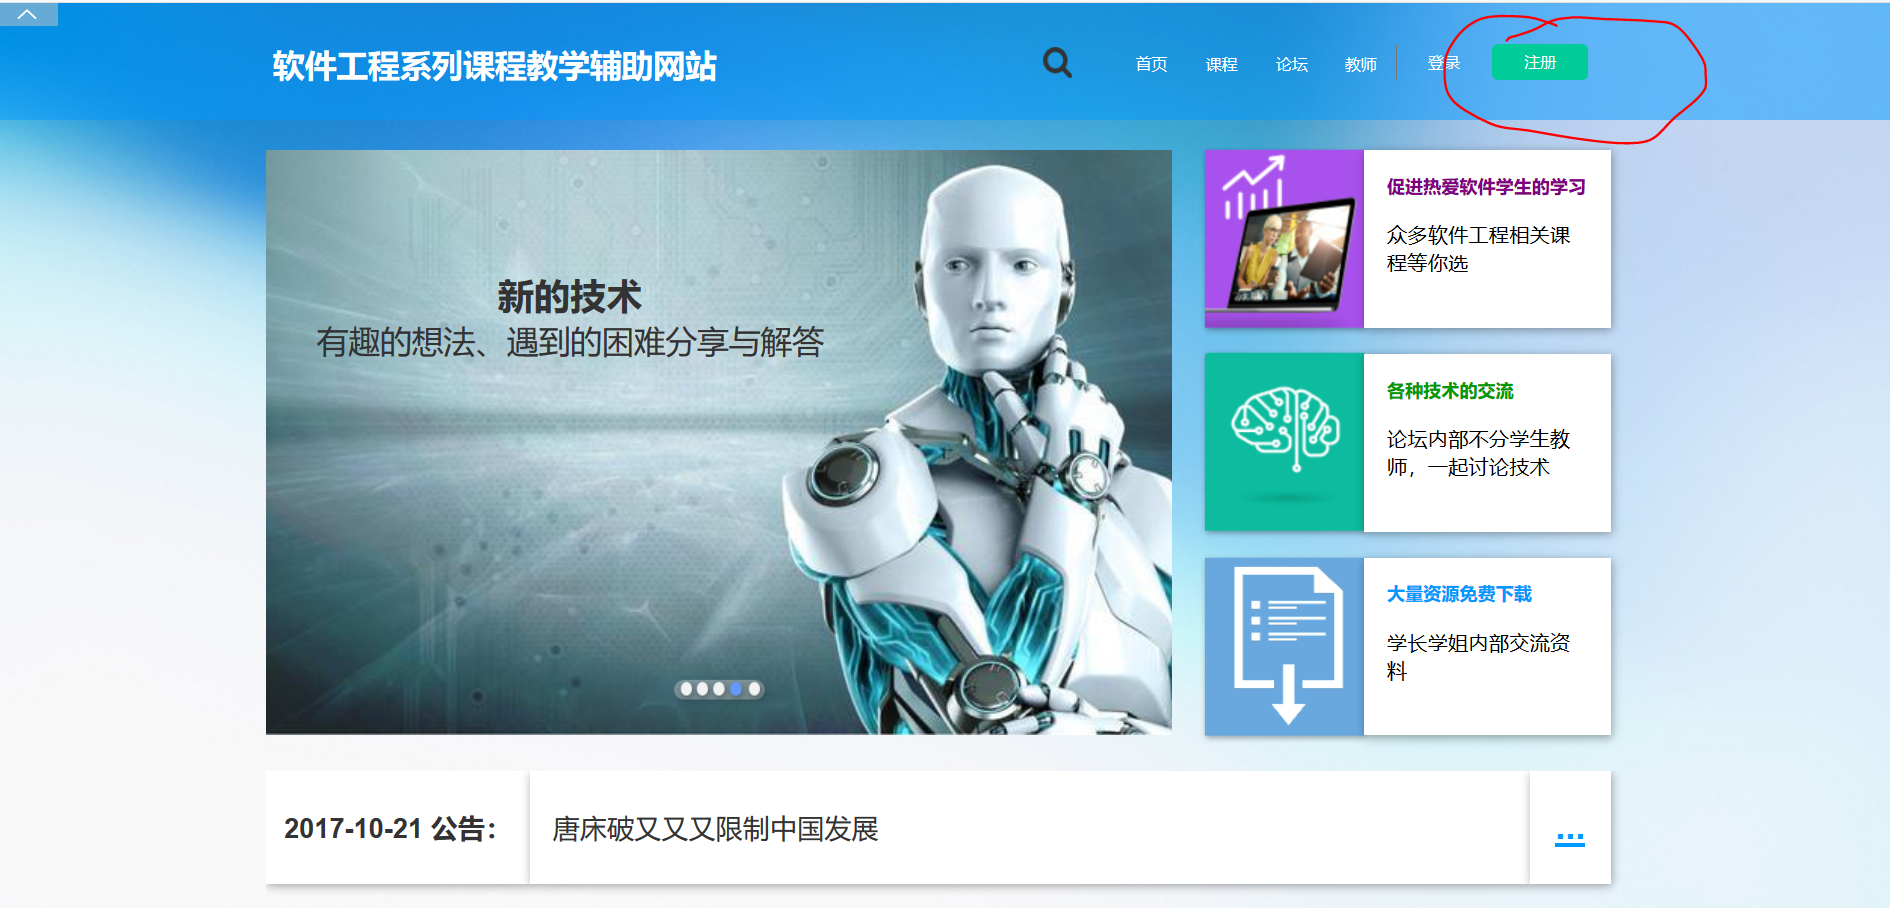 软件工程系列课程教学辅助网站
首页 课程 论坛 教师 登录 注册
新的技术
有趣的想法、遇到的困难分享与解答
促进热爱软件学生的学习
众多软件工程相关课
程等你选
各种技术的交流
论坛内部不分学生教
师，一起讨论技术
大量资源免费下载
学长学姐内部交流资
料
2017-10-21 公告：
唐床破又又又限制中国发展
...